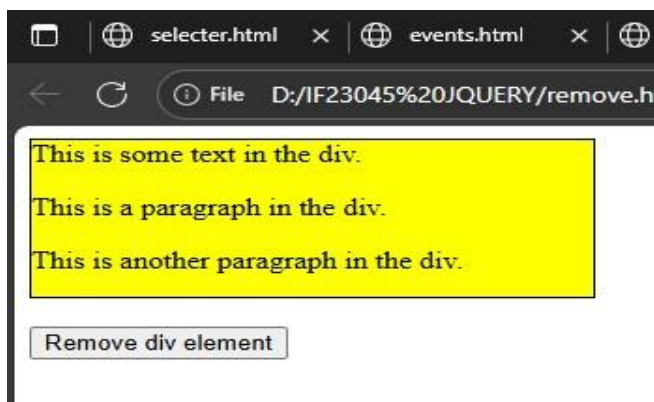 selecter.html
events.html
File D:/IF23045%20JQUERY/remove.h
This is some text in the div.
This is a paragraph in the div.
This is another paragraph in the div.
Remove div element